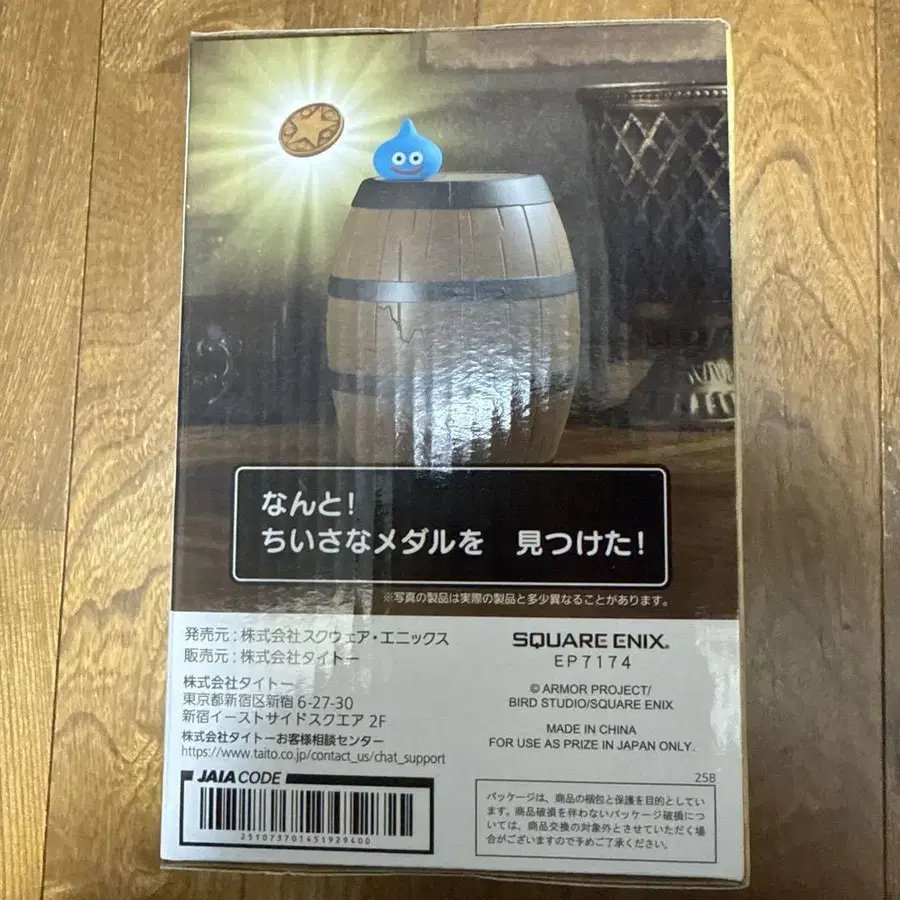 なんと!
ちいさなメダルを　見つけた!
※写真の製品は実際の製品と多少異なることがあります。
発売元:株式会社スクウェア・エニックス
販売元:株式会社タイトー
株式会社タイトー
東京都新宿区新宿 6-27-30
新宿イーストサイドスクエア 2F
株式会社タイトーお客様相談センター
https://www.taito.co.jp/contact_us/chat_support
JAIA CODE
251073701451929400
SQUARE ENIX®
EP7174
© ARMOR PROJECT/
BIRD STUDIO/SQUARE ENIX
MADE IN CHINA
FOR USE AS PRIZE IN JAPAN ONLY.
25B
パッケージは、商品の梱包と保護を目的としていま
す。商品破損を伴わないパッケージ破損につい
ては、商品交換の対象外とさせていただく場
合がございますので予めご了承ください。